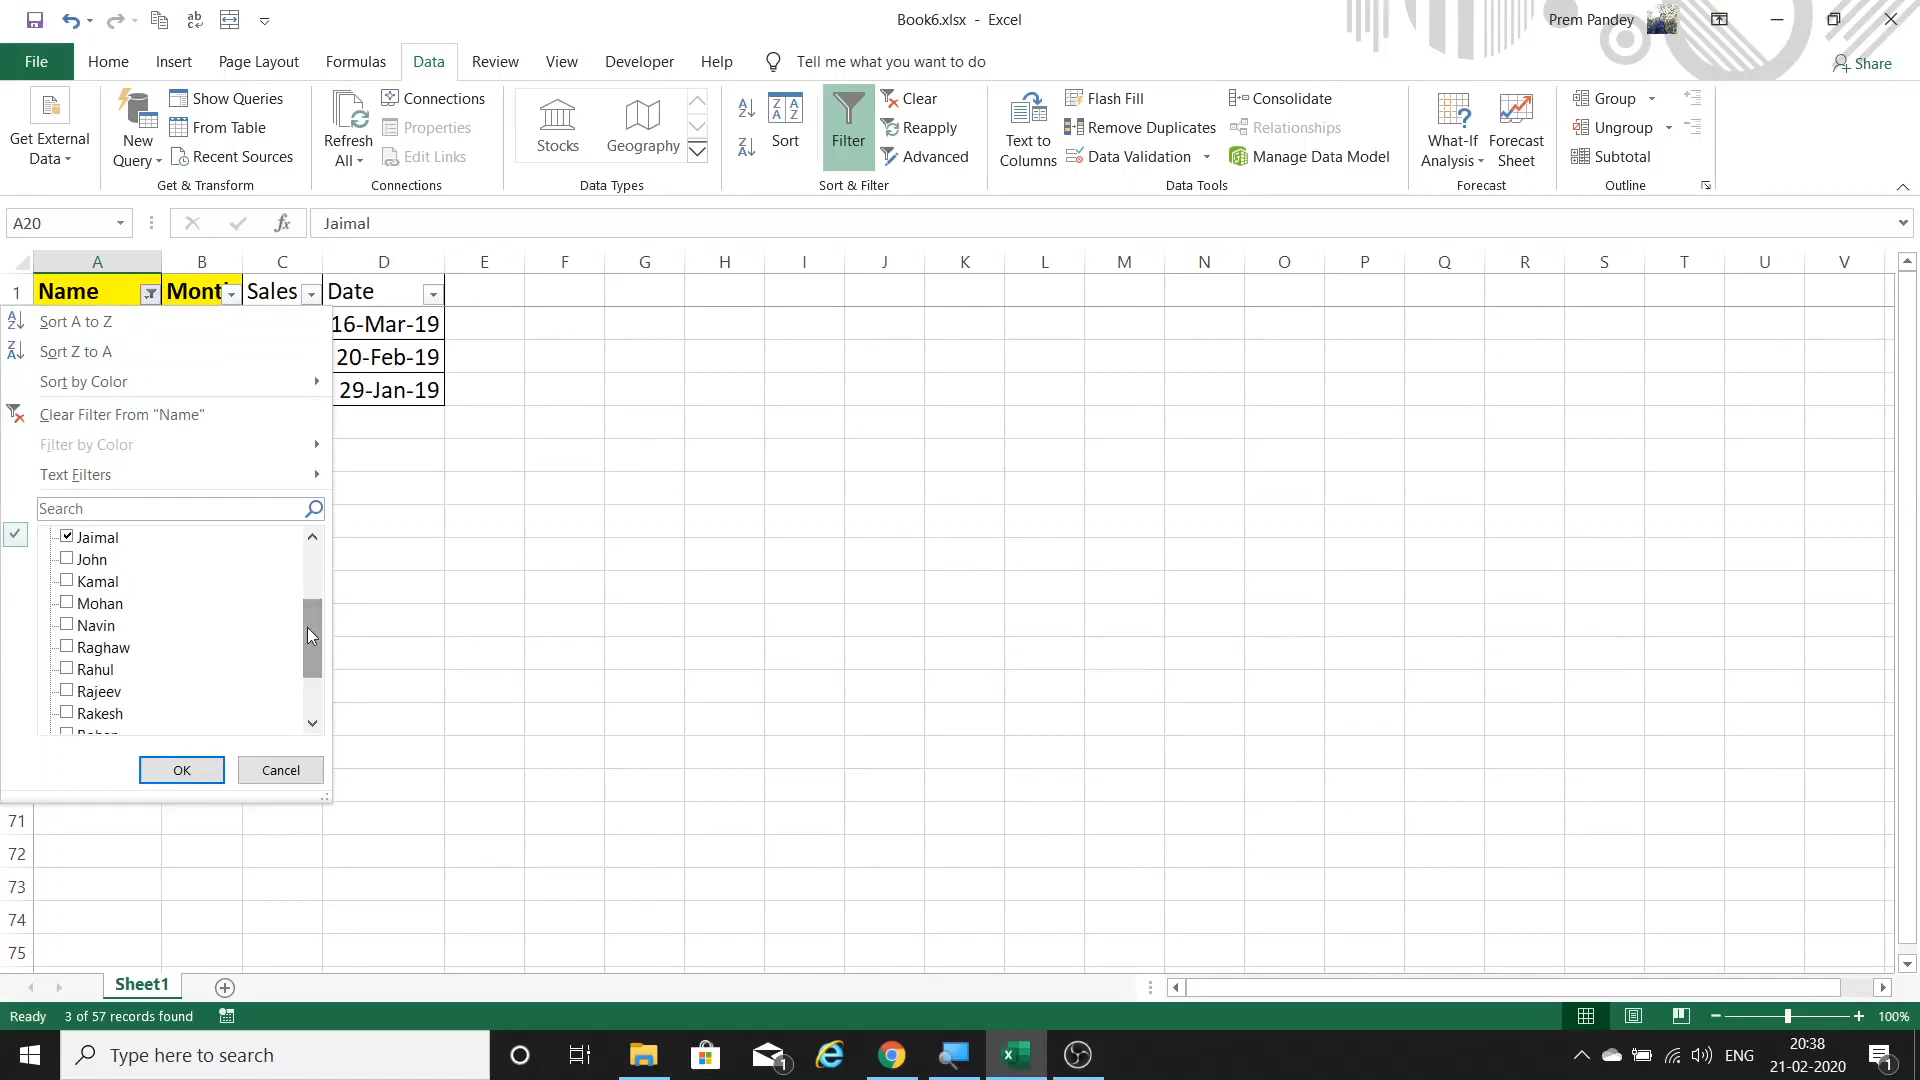 Book6.xlsx - Excel
Prem Pandey
File Home Insert Page Layout Formulas Data Review View Developer Help Tell me what you want to do
Share
Get External Data
New Query
Show Queries
From Table
Recent Sources
Get & Transform
Refresh All
Connections
Properties
Edit Links
Connections
Stocks
Geography
Data Types
Sort
Filter
Clear
Reapply
Advanced
Sort & Filter
Text to Columns
Flash Fill
Remove Duplicates
Data Validation
Consolidate
Relationships
Manage Data Model
Data Tools
What-If Analysis
Forecast Sheet
Forecast
Group
Ungroup
Subtotal
Outline
A20
fx
Jaimal
A B C D E F G H I J K L M N O P Q R S T U V
1 Name Mont Sales Date
16-Mar-19
20-Feb-19
29-Jan-19
Sort A to Z
Sort Z to A
Sort by Color
Clear Filter From "Name"
Filter by Color
Text Filters
Search
Jaimal
John
Kamal
Mohan
Navin
Raghaw
Rahul
Rajeev
Rakesh
OK Cancel
71
72
73
74
75
Sheet1
Ready 3 of 57 records found
100%
Type here to search
1
ENG
20:38
21-02-2020
1